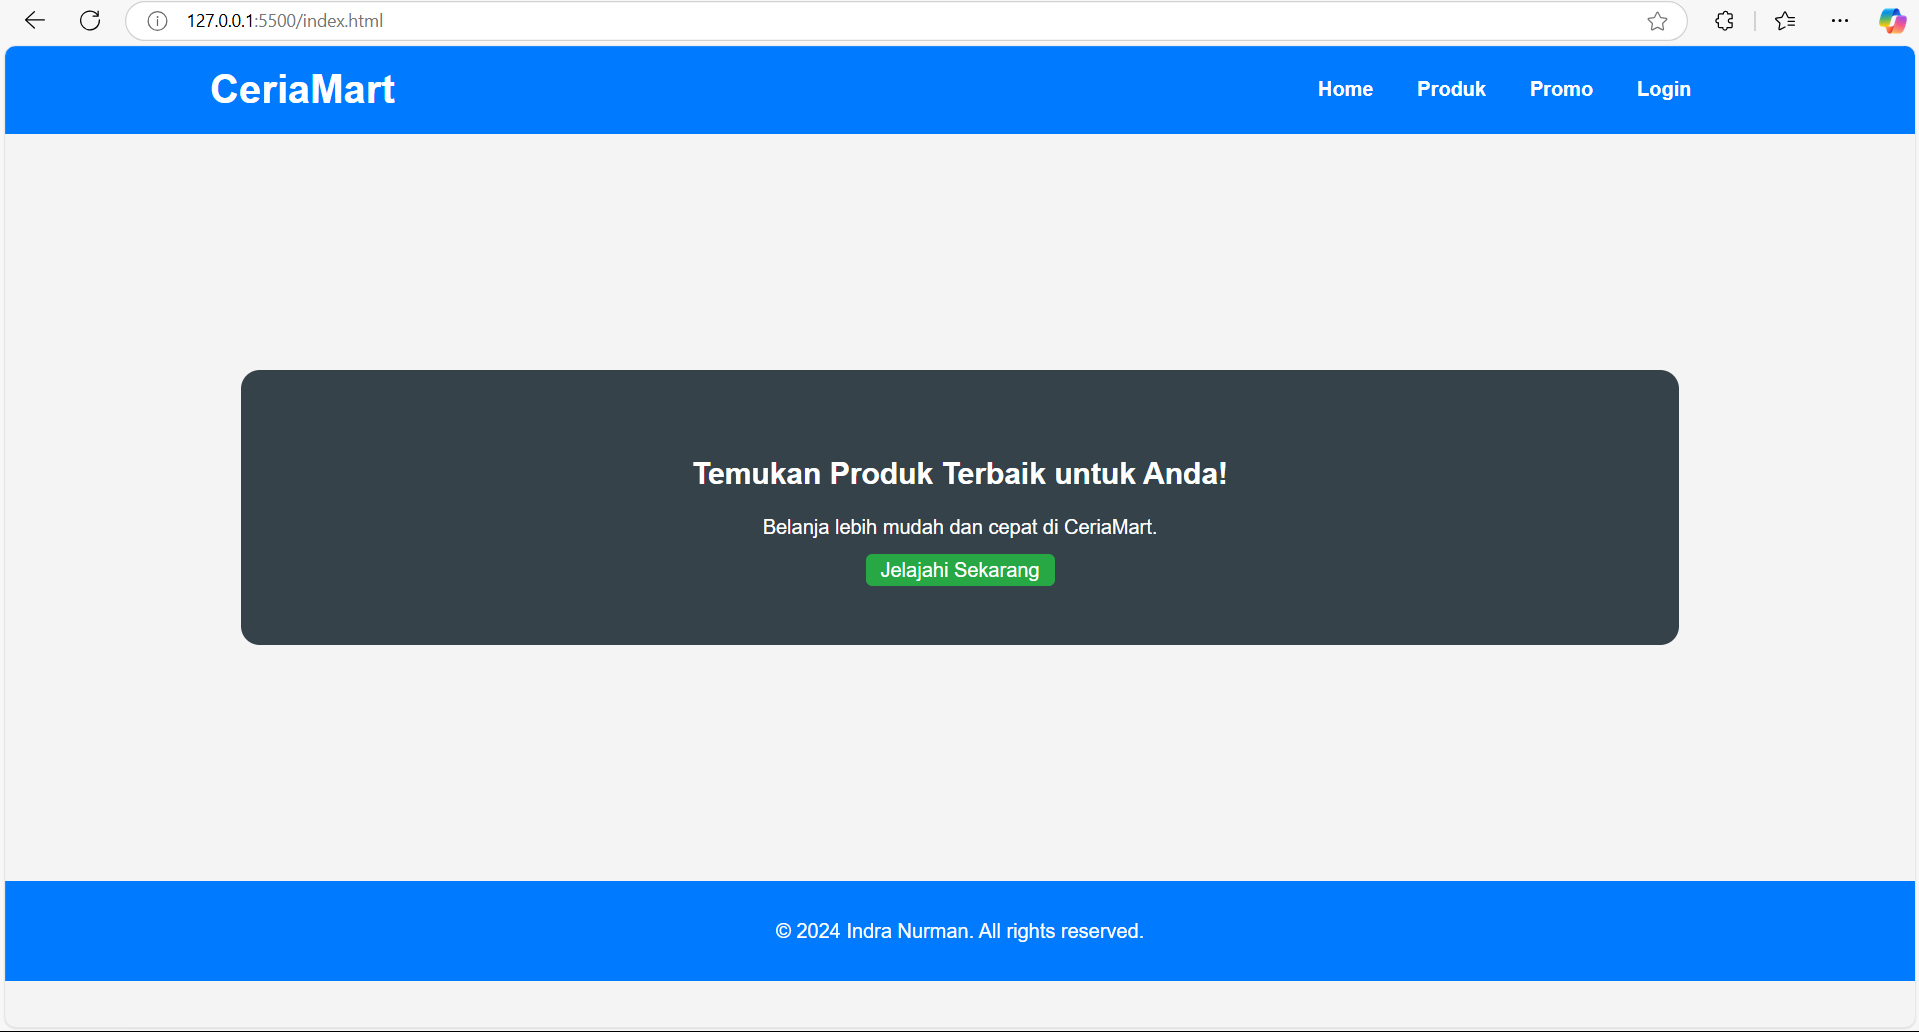 127.0.0.1:5500/index.html
CeriaMart
Home Produk Promo Login
Temukan Produk Terbaik untuk Anda!
Belanja lebih mudah dan cepat di CeriaMart.
Jelajahi Sekarang
© 2024 Indra Nurman. All rights reserved.